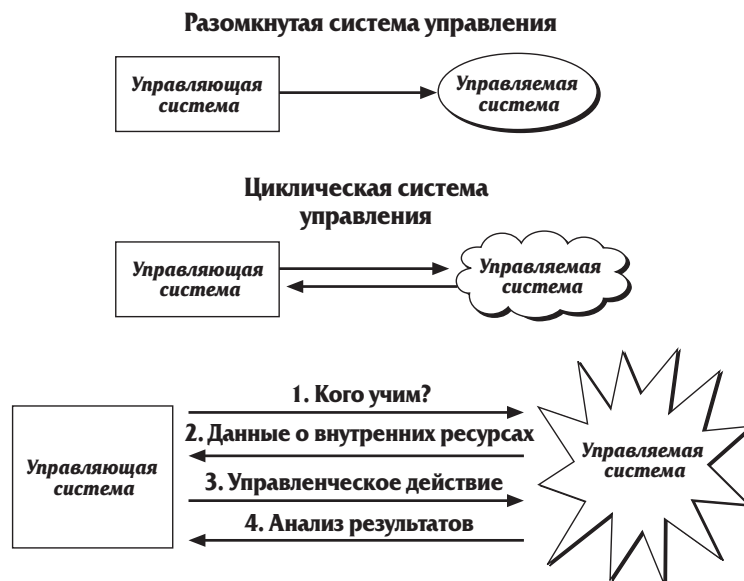 Разомкнутая система управления
Управляющая
система
Управляемая
система
Циклическая система
управления
Управляющая
система
Управляемая
система
Управляющая
система
1. Кого учим?
2. Данные о внутренних ресурсах
3. Управленческое действие
4. Анализ результатов
Управляемая
система